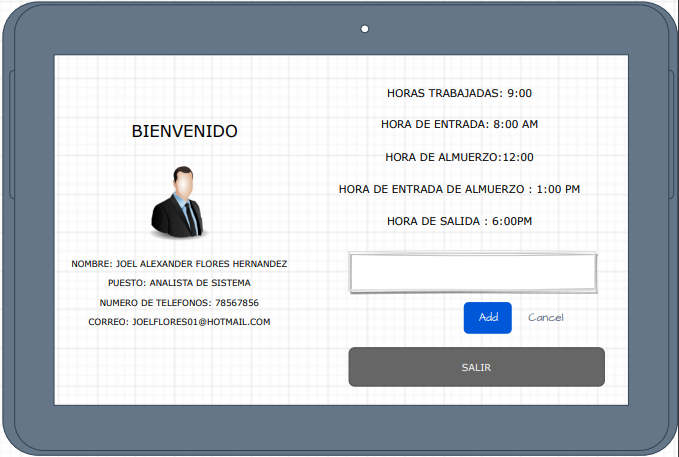 BIENVENIDO
NOMBRE: JOEL ALEXANDER FLORES HERNANDEZ
PUESTO: ANALISTA DE SISTEMA
NUMERO DE TELEFONOS: 78567856
CORREO: JOELFLORES01@HOTMAIL.COM
HORAS TRABAJADAS: 9:00
HORA DE ENTRADA: 8:00 AM
HORA DE ALMUERZO:12:00
HORA DE ENTRADA DE ALMUERZO : 1:00 PM
HORA DE SALIDA : 6:00PM
Add Cancel
SALIR